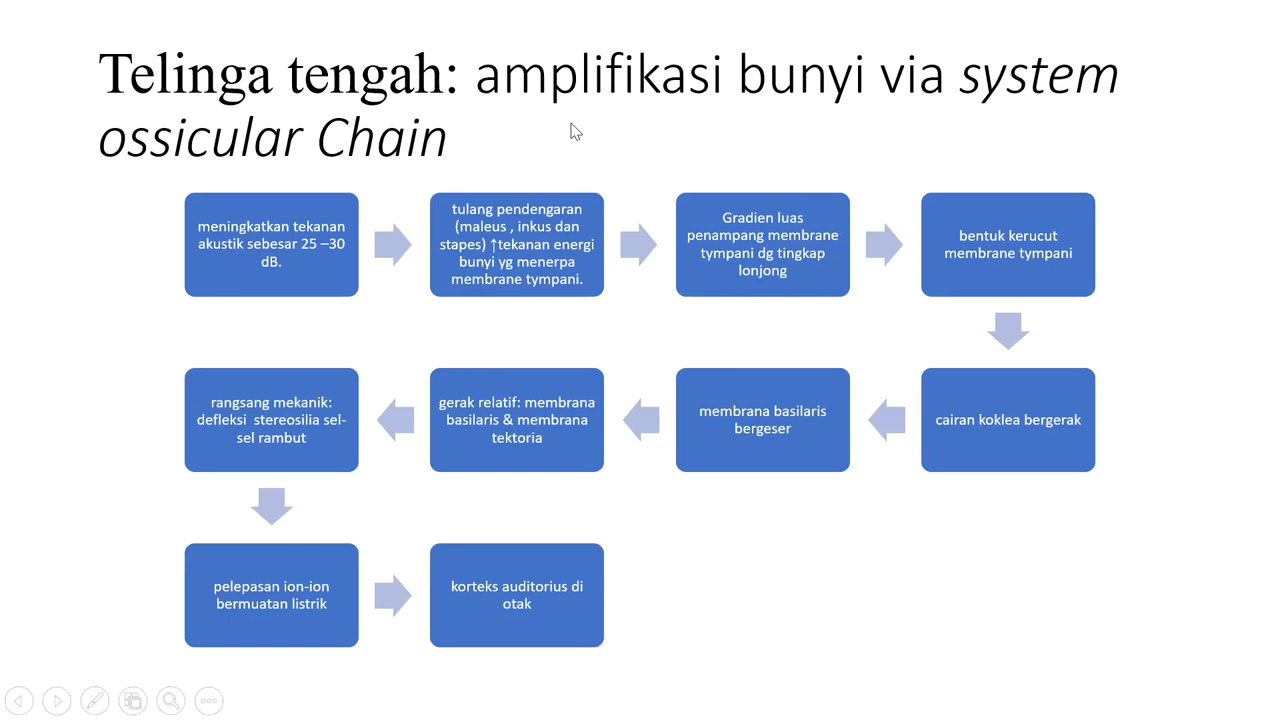 Telinga tengah: amplifikasi bunyi via system
ossicular Chain
meningkatkan tekanan
akustik sebesar 25 –30
dB.
tulang pendengaran
(maleus , inkus dan
stapes) ↑tekanan energi
bunyi yg menerpa
membrane tympani.
Gradien luas
penampang membrane
tympani dg tingkap
lonjong
bentuk kerucut
membrane tympani
cairan koklea bergerak
membrana basilaris
bergeser
gerak relatif: membrana
basilaris & membrana
tektoria
rangsang mekanik:
defleksi  stereosilia sel-
sel rambut
pelepasan ion-ion
bermuatan listrik
korteks auditorius di
otak